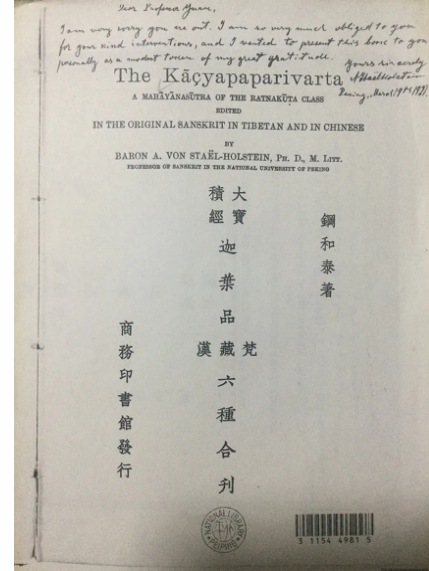 Dear Professor Yuan,
I am very sorry you are out. I am so very much obliged to you
for your kind interventions, and I wanted to present this book to you
personally as a modest token of my great gratitude.
Yours sincerely
A Stael Holstein
Peking, March
The Kāçyapaparivarta
A MAHĀYĀNASŪTRA OF THE RATNAKŪṬA CLASS
EDITED
IN THE ORIGINAL SANSKRIT IN TIBETAN AND IN CHINESE
BY
BARON A. VON STAËL-HOLSTEIN, PH. D., M. LITT.
PROFESSOR OF SANSKRIT IN THE NATIONAL UNIVERSITY OF PEKING
大寶積經迦葉品梵藏漢六種合刊
鋼和泰著
商務印書館發行
NATIONAL LIBRARY
PEIPING
3 1154 4981 5